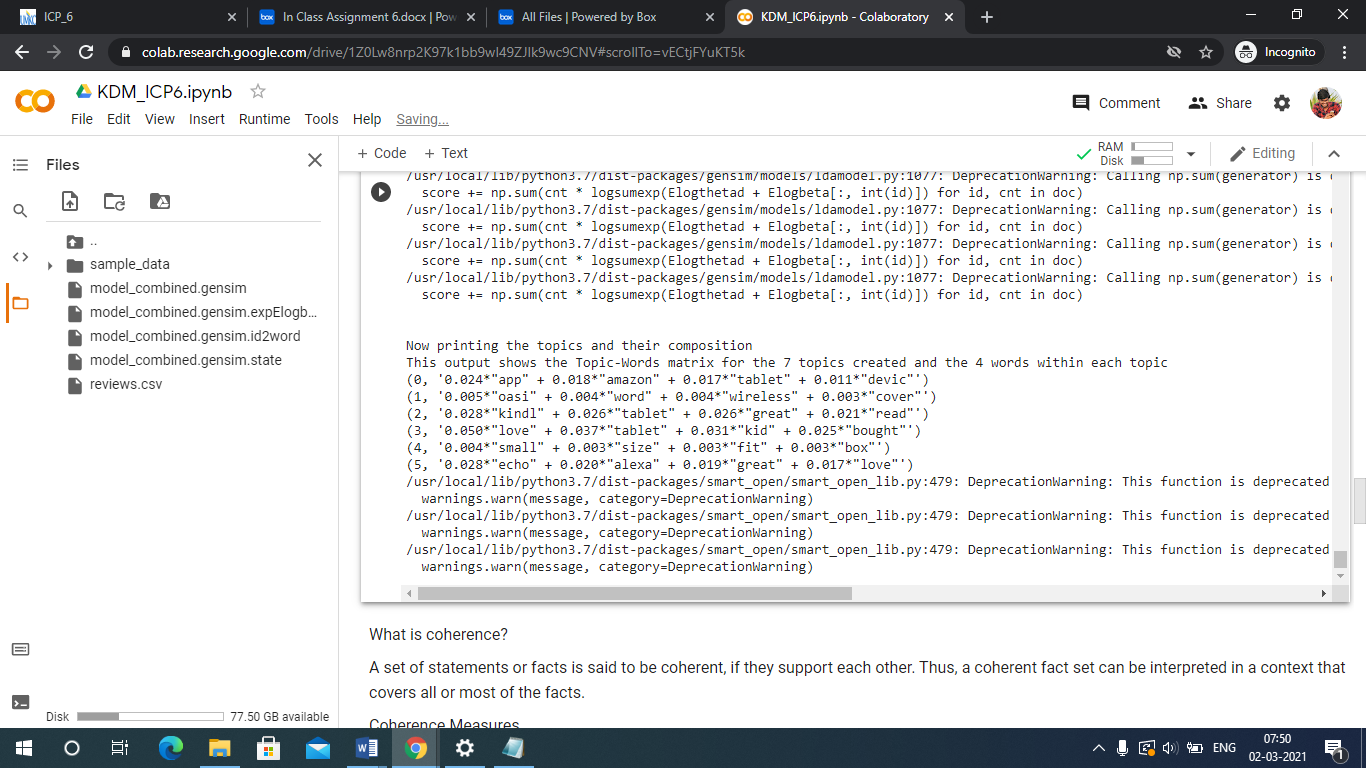 ICP_6
In Class Assignment 6.docx | Pow
All Files | Powered by Box
KDM_ICP6.ipynb - Colaboratory
colab.research.google.com/drive/1Z0Lw8nrp2K97k1bb9wI49ZJIk9wc9CNV#scrollTo=vECtjFYuKT5k
Incognito
KDM_ICP6.ipynb
Comment
Share
File Edit View Insert Runtime Tools Help Saving...
Files
+ Code + Text
RAM
Disk
Editing
..
sample_data
model_combined.gensim
model_combined.gensim.expElogb...
model_combined.gensim.id2word
model_combined.gensim.state
reviews.csv
Disk
77.50 GB available
/usr/local/lib/python3.7/dist-packages/gensim/models/ldamodel.py:1077: DeprecationWarning: Calling np.sum(generator) is
score += np.sum(cnt * logsumexp(Elogthetad + Elogbeta[:, int(id)]) for id, cnt in doc)
/usr/local/lib/python3.7/dist-packages/gensim/models/ldamodel.py:1077: DeprecationWarning: Calling np.sum(generator) is
score += np.sum(cnt * logsumexp(Elogthetad + Elogbeta[:, int(id)]) for id, cnt in doc)
/usr/local/lib/python3.7/dist-packages/gensim/models/ldamodel.py:1077: DeprecationWarning: Calling np.sum(generator) is
score += np.sum(cnt * logsumexp(Elogthetad + Elogbeta[:, int(id)]) for id, cnt in doc)
/usr/local/lib/python3.7/dist-packages/gensim/models/ldamodel.py:1077: DeprecationWarning: Calling np.sum(generator) is
score += np.sum(cnt * logsumexp(Elogthetad + Elogbeta[:, int(id)]) for id, cnt in doc)
Now printing the topics and their composition
This output shows the Topic-Words matrix for the 7 topics created and the 4 words within each topic
(0, '0.024*"app" + 0.018*"amazon" + 0.017*"tablet" + 0.011*"devic"')
(1, '0.005*"oasi" + 0.004*"word" + 0.004*"wireless" + 0.003*"cover"')
(2, '0.028*"kindl" + 0.026*"tablet" + 0.026*"great" + 0.021*"read"')
(3, '0.050*"love" + 0.037*"tablet" + 0.031*"kid" + 0.025*"bought"')
(4, '0.004*"small" + 0.003*"size" + 0.003*"fit" + 0.003*"box"')
(5, '0.028*"echo" + 0.020*"alexa" + 0.019*"great" + 0.017*"love"')
/usr/local/lib/python3.7/dist-packages/smart_open/smart_open_lib.py:479: DeprecationWarning: This function is deprecated
warnings.warn(message, category=DeprecationWarning)
/usr/local/lib/python3.7/dist-packages/smart_open/smart_open_lib.py:479: DeprecationWarning: This function is deprecated
warnings.warn(message, category=DeprecationWarning)
/usr/local/lib/python3.7/dist-packages/smart_open/smart_open_lib.py:479: DeprecationWarning: This function is deprecated
warnings.warn(message, category=DeprecationWarning)
What is coherence?
A set of statements or facts is said to be coherent, if they support each other. Thus, a coherent fact set can be interpreted in a context that
covers all or most of the facts.
Coherence Measures
ENG
07:50
02-03-2021
1